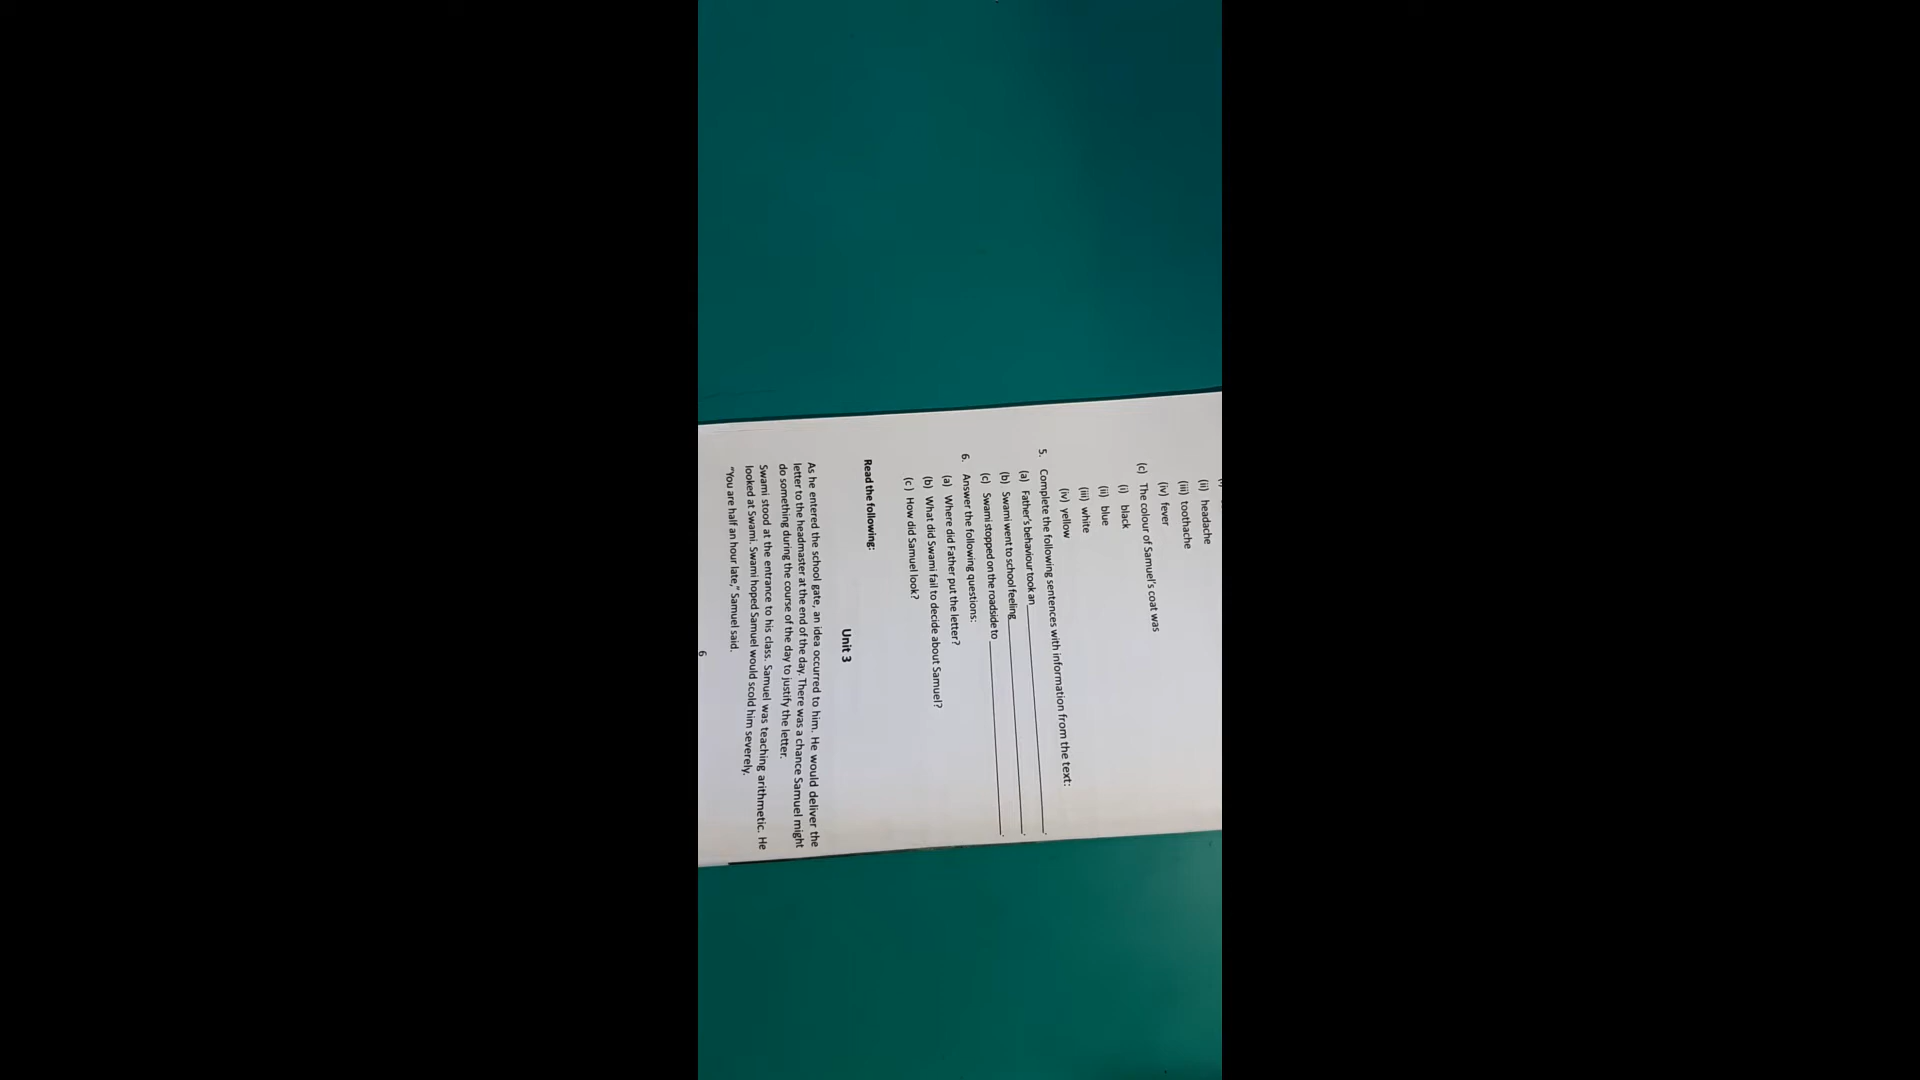 (ii) headache
(iii) toothache
(iv) fever
(c) The colour of Samuel's coat was
(i) black
(ii) blue
(iii) white
(iv) yellow
5. Complete the following sentences with information from the text:
(a) Father's behaviour took an ____________.
(b) Swami went to school feeling ____________.
(c) Swami stopped on the roadside to ____________.
6. Answer the following questions:
(a) Where did Father put the letter?
(b) What did Swami fail to decide about Samuel?
(c) How did Samuel look?
Unit 3
Read the following:
As he entered the school gate, an idea occurred to him. He would deliver the
letter to the headmaster at the end of the day. There was a chance Samuel might
do something during the course of the day to justify the letter.
Swami stood at the entrance to his class. Samuel was teaching arithmetic. He
looked at Swami. Swami hoped Samuel would scold him severely.
"You are half an hour late," Samuel said.
6